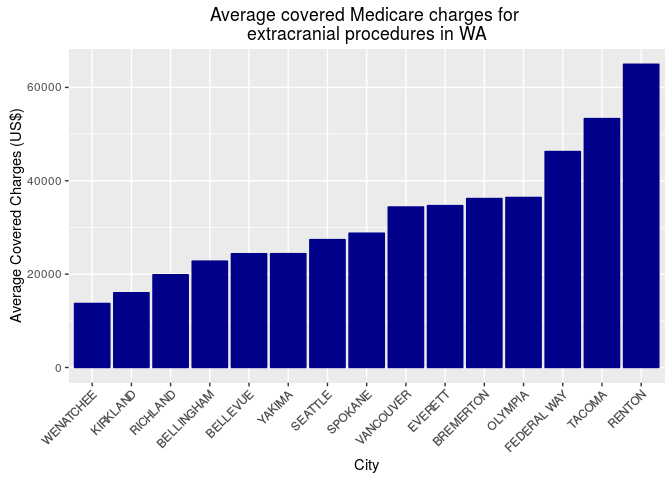 Average covered Medicare charges for
extracranial procedures in WA
Average Covered Charges (US$)
60000
40000
20000
0
WENATCHEE
KIRKLAND
RICHLAND
BELLINGHAM
BELLEVUE
YAKIMA
SEATTLE
SPOKANE
VANCOUVER
EVERETT
BREMERTON
OLYMPIA
FEDERAL WAY
TACOMA
RENTON
City